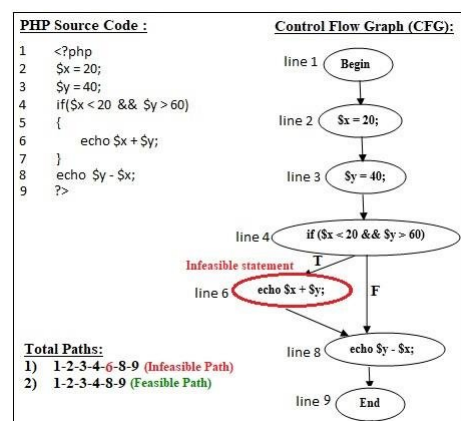 PHP Source Code :
1 <?php
2 $x = 20;
3 $y = 40;
4 if($x < 20 && $y > 60)
5 {
6 echo $x + $y;
7 }
8 echo $y - $x;
9 ?>
Total Paths:
1) 1-2-3-4-6-8-9 (Infeasible Path)
2) 1-2-3-4-8-9 (Feasible Path)
Control Flow Graph (CFG):
line 1 Begin
line 2 $x = 20;
line 3 $y = 40;
line 4 if ($x < 20 && $y > 60)
Infeasible statement T
line 6 echo $x + $y; F
line 8 echo $y - $x;
line 9 End